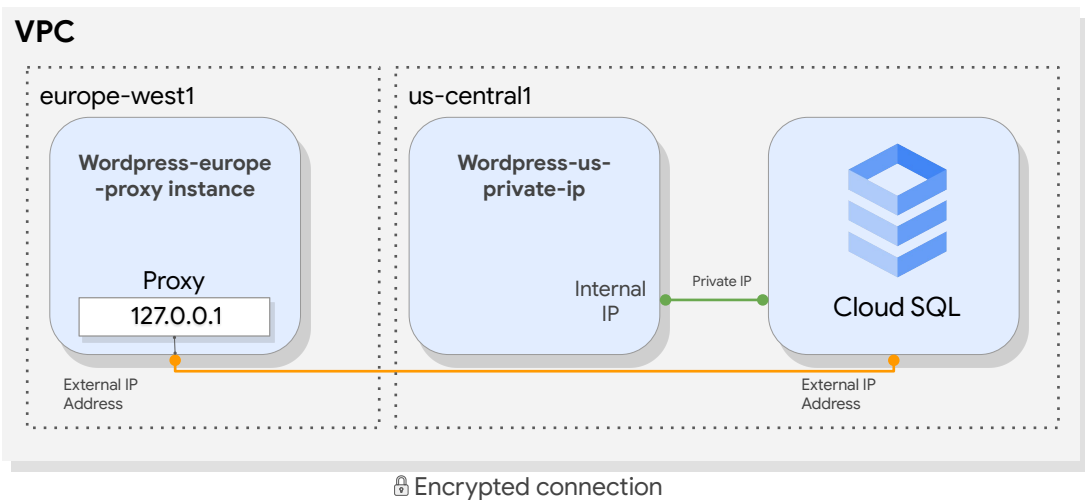 VPC
europe-west1
Wordpress-europe
-proxy instance
Proxy
127.0.0.1
External IP
Address
us-central1
Wordpress-us-
private-ip
Internal
IP
Private IP
Cloud SQL
External IP
Address
Encrypted connection